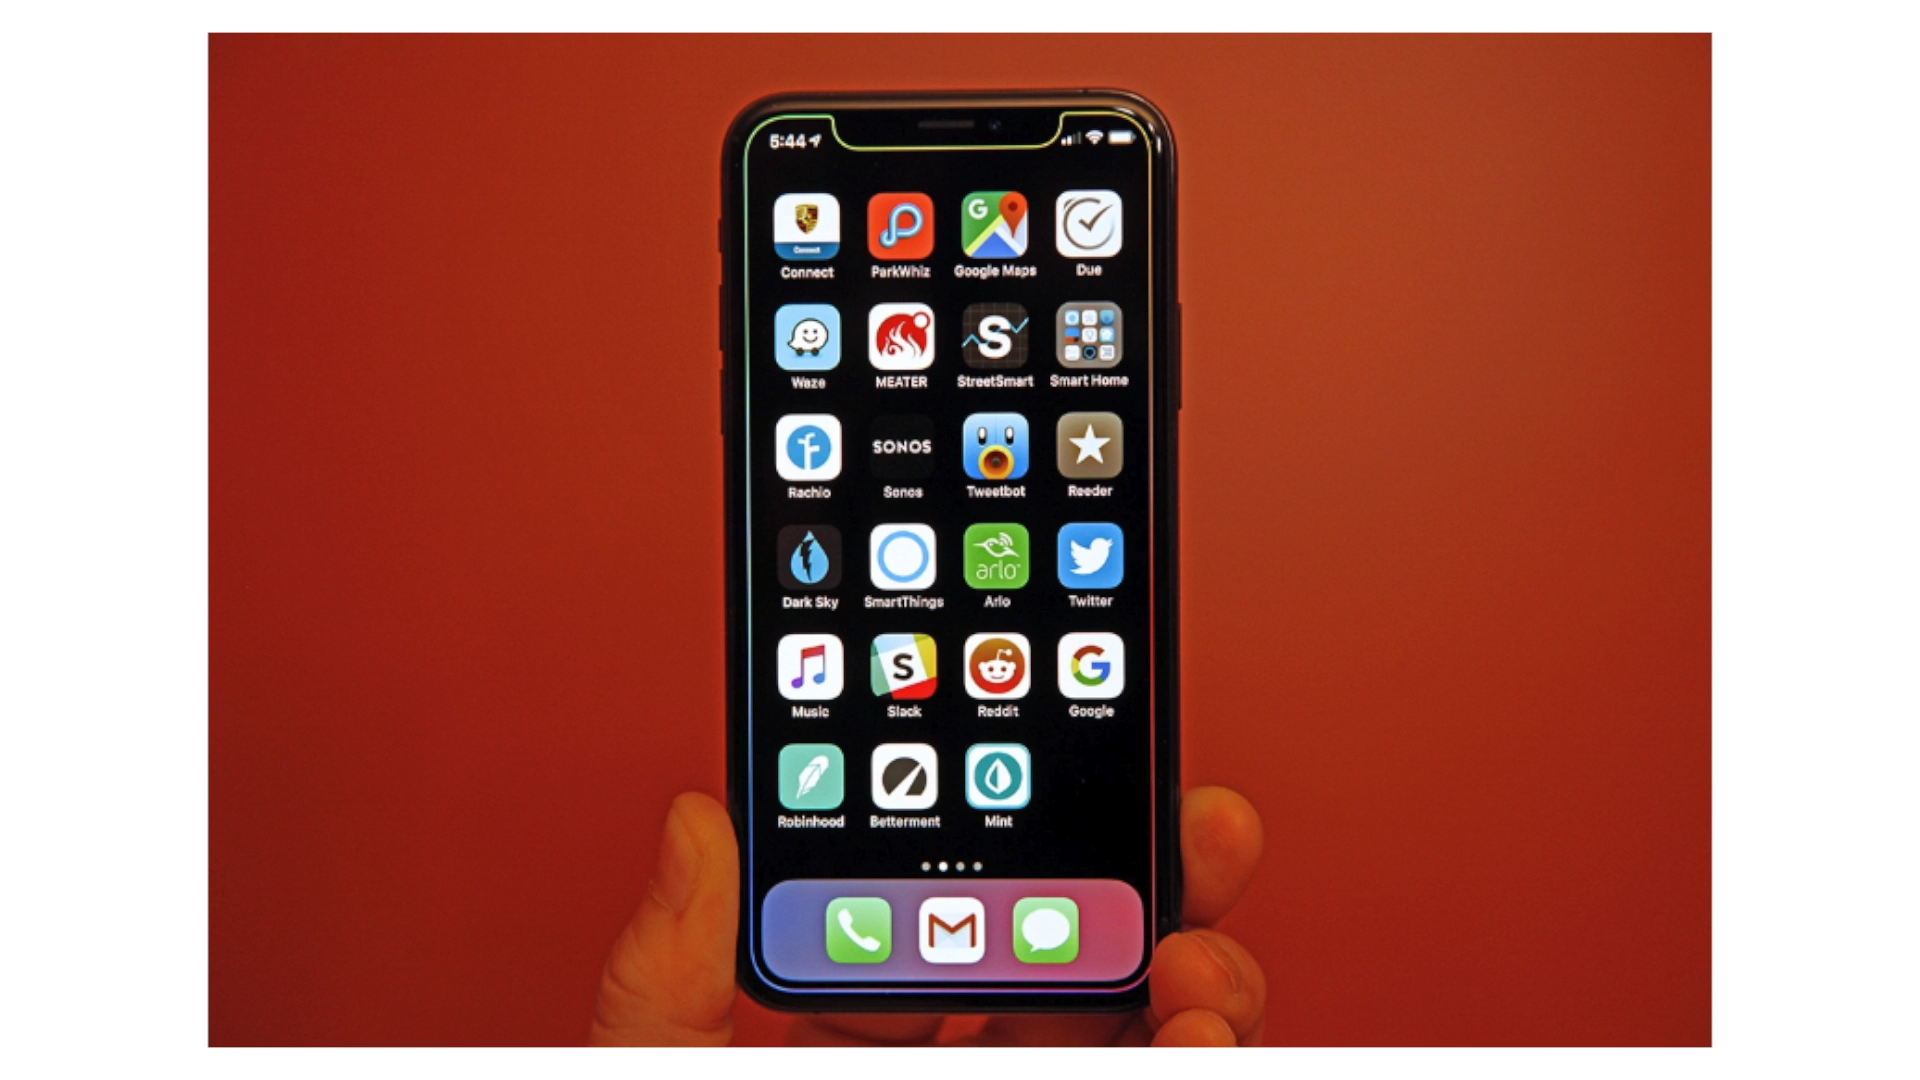 5:44
G
Connect
Connect ParkWhiz Google Maps Due
S
Waze MEATER StreetSmart Smart Home
SONOS
Rachio Sonos Tweetbot Reeder
arlo
Dark Sky SmartThings Arlo Twitter
S G
Music Slack Reddit Google
Robinhood Betterment Mint
M